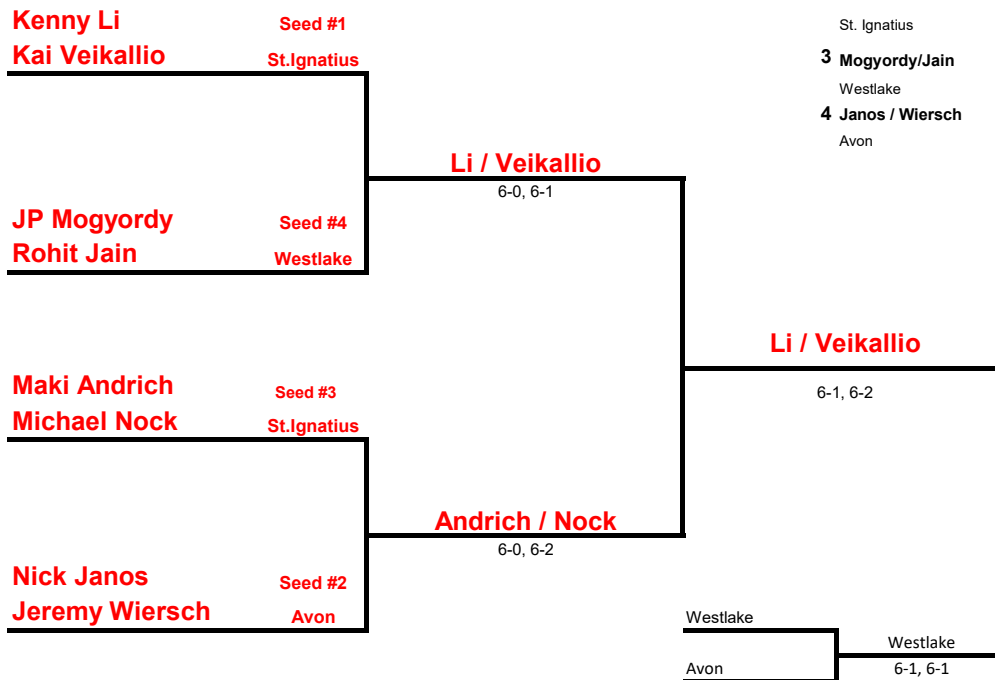 Kenny Li Seed #1
Kai Veikallio St.Ignatius
St. Ignatius
3 Mogyordy/Jain
Westlake
4 Janos / Wiersch
Avon
Li / Veikallio
6-0, 6-1
JP Mogyordy Seed #4
Rohit Jain Westlake
Li / Veikallio
6-1, 6-2
Maki Andrich Seed #3
Michael Nock St.Ignatius
Andrich / Nock
6-0, 6-2
Nick Janos Seed #2
Jeremy Wiersch Avon
Westlake
Westlake
6-1, 6-1
Avon